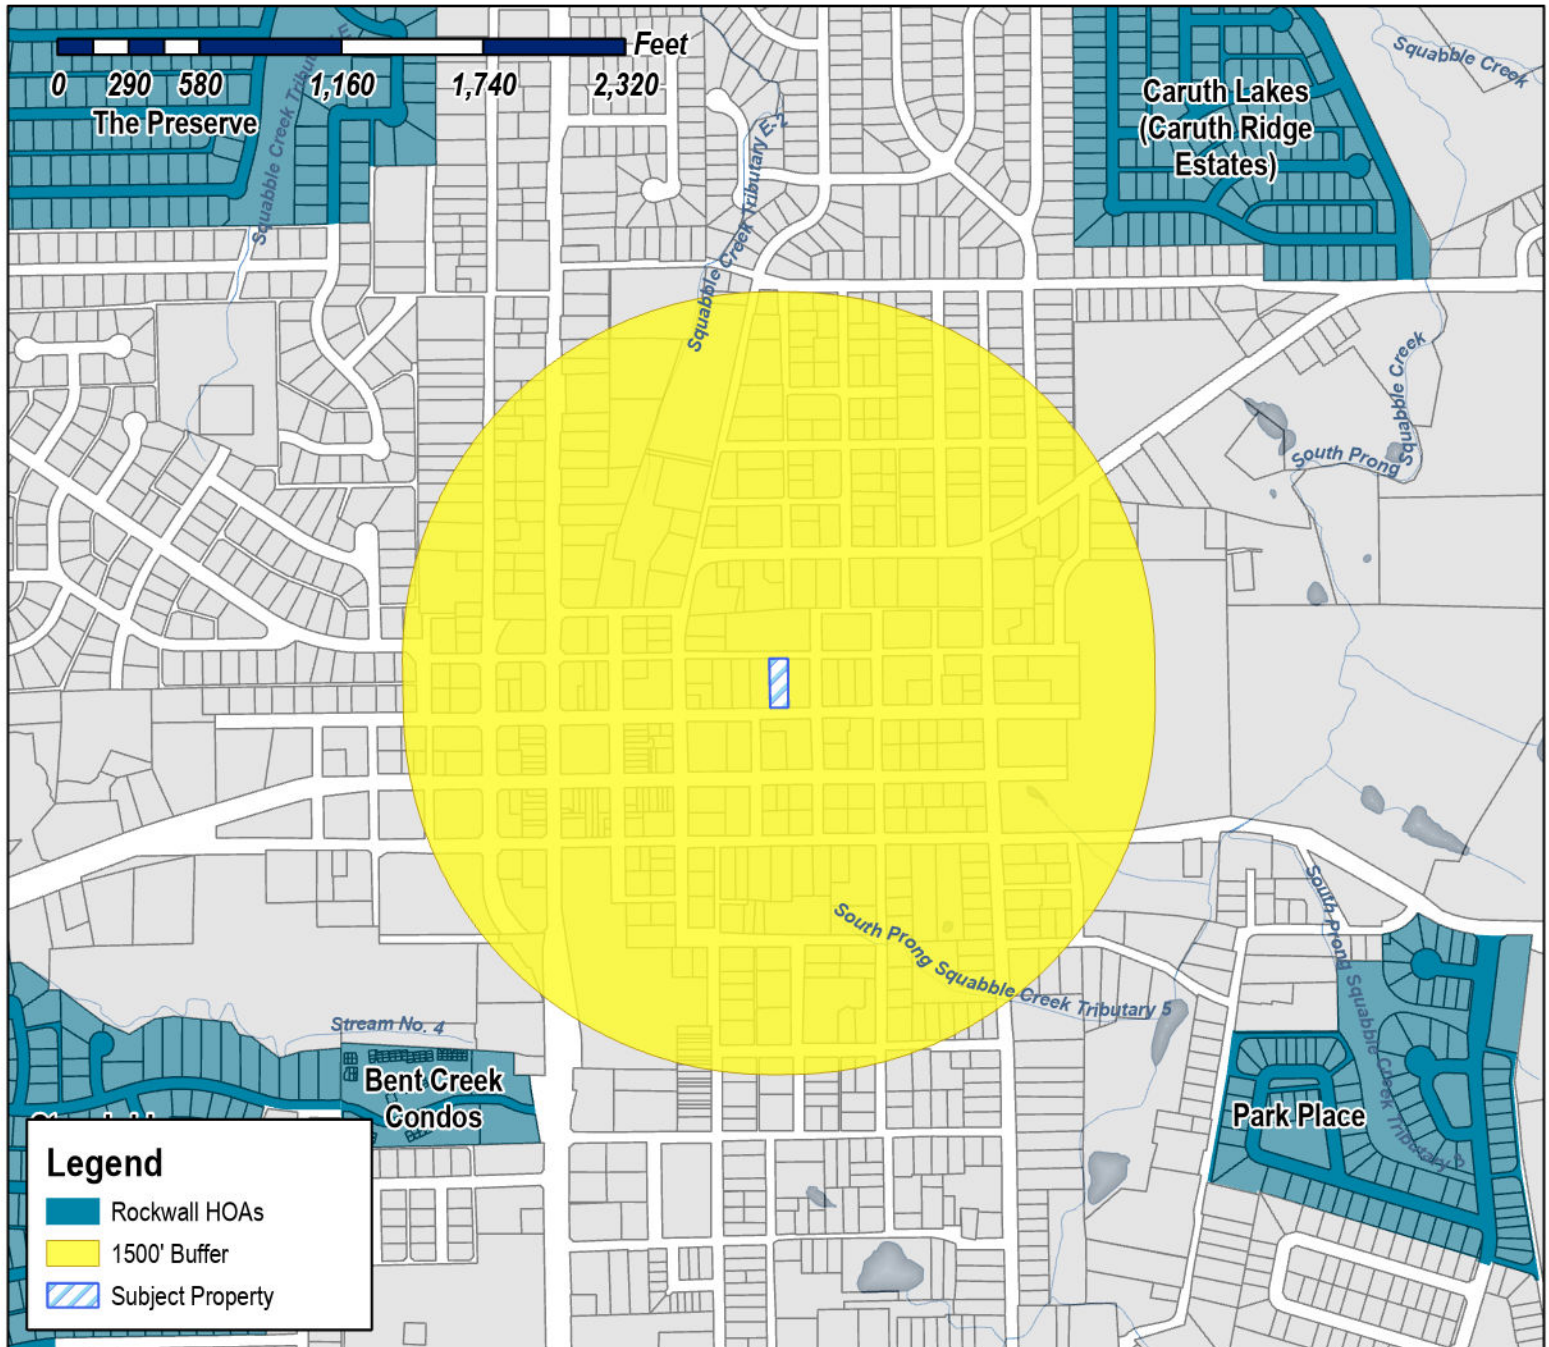 Feet
0 290 580 1,160 1,740 2,320
The Preserve
Squabble Creek Tributary E-2
Caruth Lakes
(Caruth Ridge
Estates)
Squabble Creek
Squabble Creek
South Prong
Squabble Creek Tributary
South Prong Squabble Creek Tributary 5
South Prong Squabble Creek Tributary 3
Stream No. 4
Bent Creek
Condos
Park Place
Legend
Rockwall HOAs
1500' Buffer
Subject Property